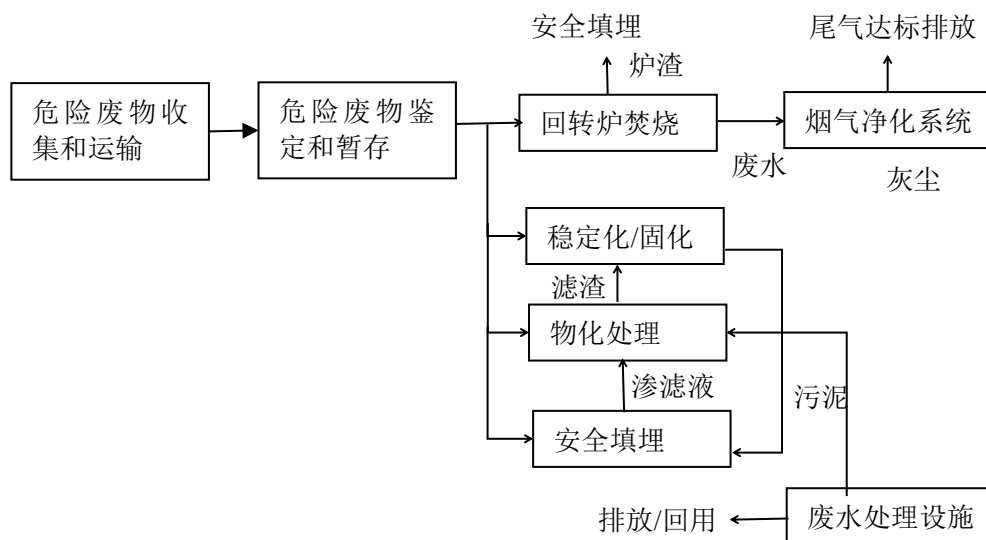 安全填埋
尾气达标排放
炉渣
危险废物收
集和运输
危险废物鉴
定和暂存
回转炉焚烧
烟气净化系统
废水
灰尘
稳定化/固化
滤渣
物化处理
渗滤液
污泥
安全填埋
排放/回用
废水处理设施